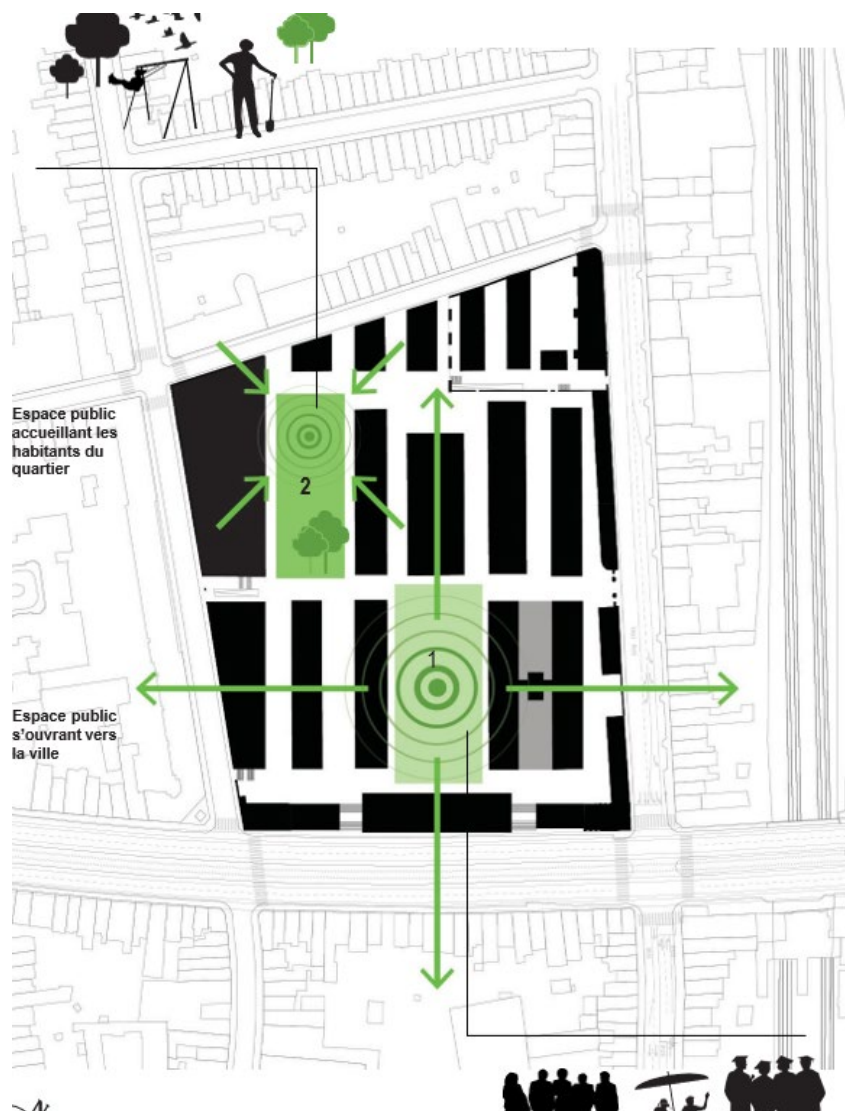 Espace public
accueillant les
habitants du
quartier
2
1
Espace public
s'ouvrant vers
la ville